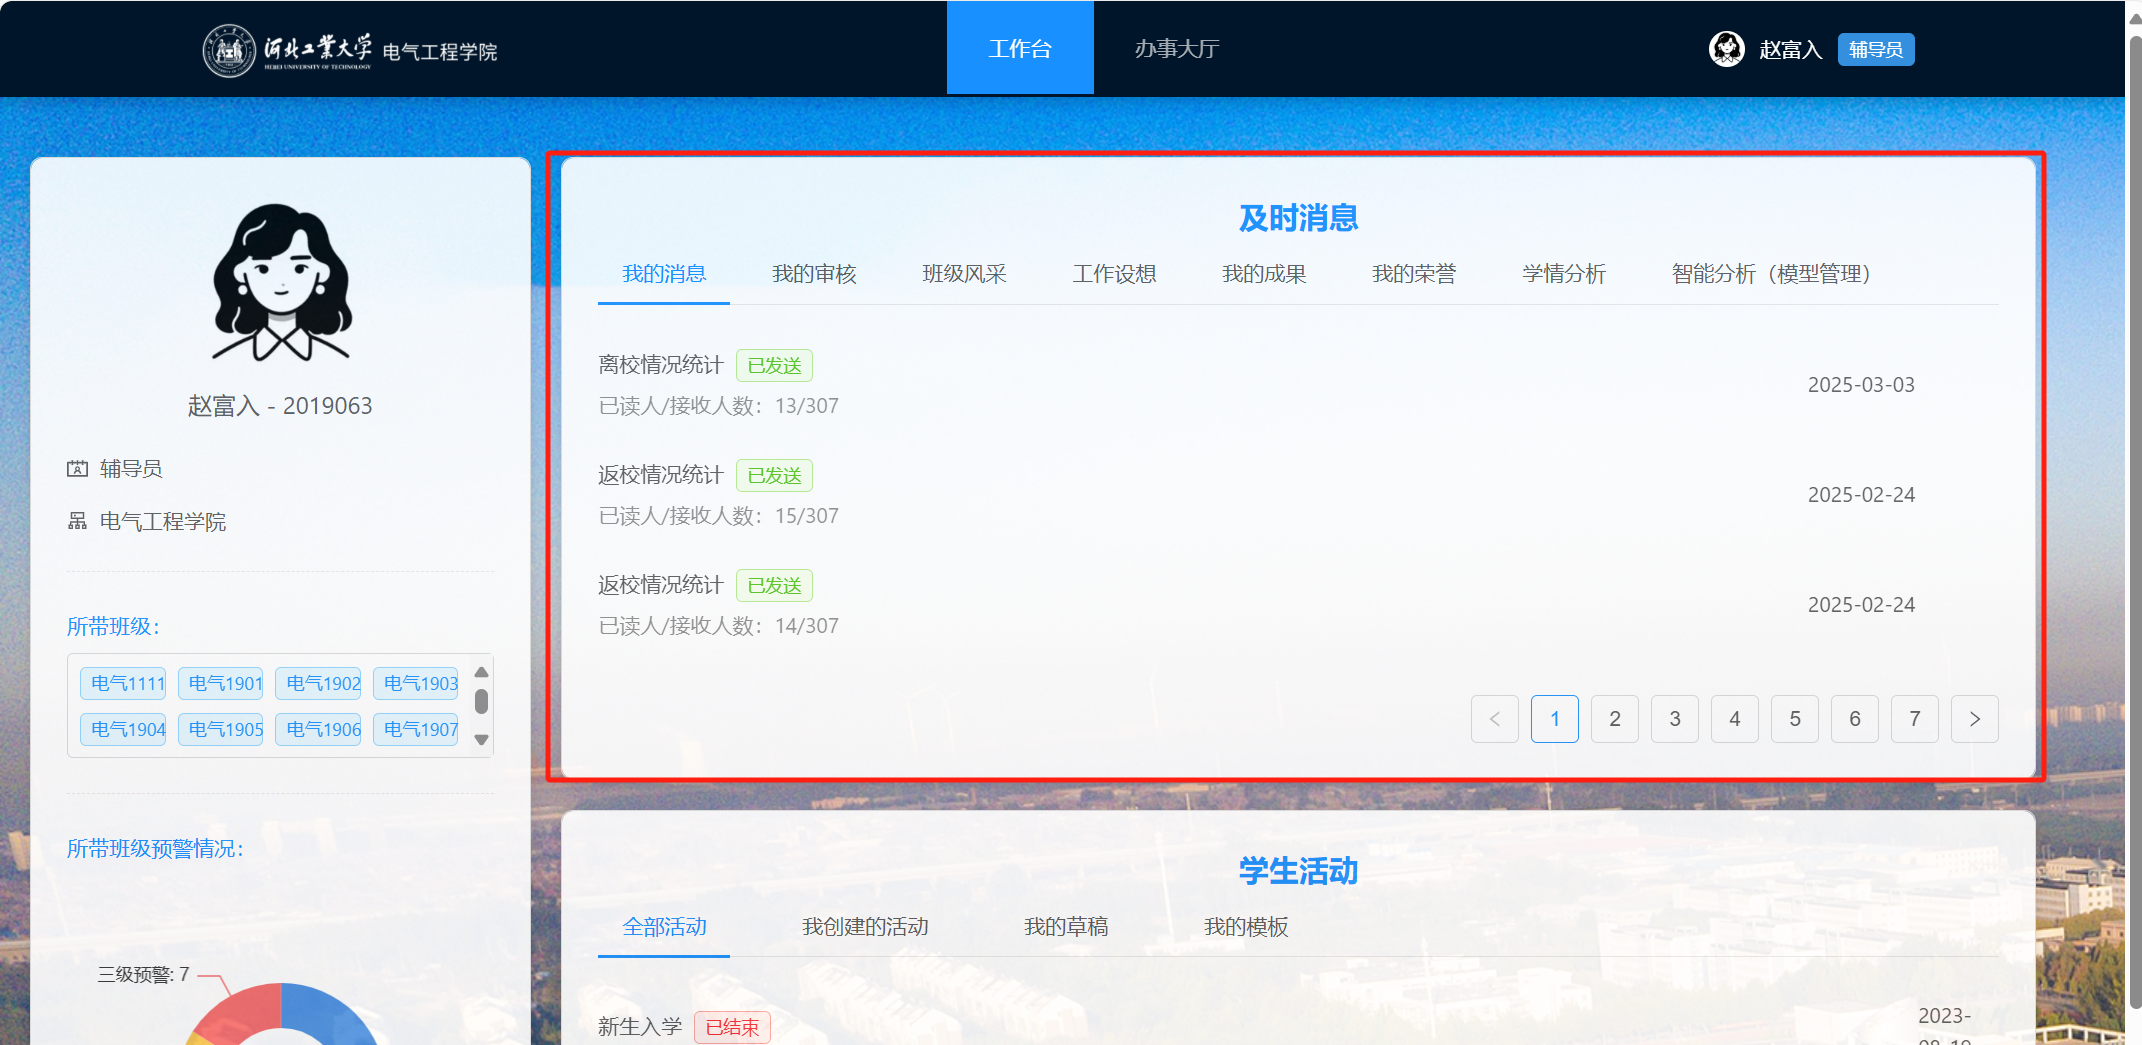 河北工業大学 电气工程学院
HEBEI UNIVERSITY OF TECHNOLOGY
工作台
办事大厅
赵富入 辅导员
赵富入 - 2019063
辅导员
电气工程学院
所带班级：
电气1111 电气1901 电气1902 电气1903
电气1904 电气1905 电气1906 电气1907
所带班级预警情况：
三级预警: 7
及时消息
我的消息 我的审核 班级风采 工作设想 我的成果 我的荣誉 学情分析 智能分析（模型管理）
离校情况统计 已发送
已读人/接收人数：13/307
2025-03-03
返校情况统计 已发送
已读人/接收人数：15/307
2025-02-24
返校情况统计 已发送
已读人/接收人数：14/307
2025-02-24
< 1 2 3 4 5 6 7 >
学生活动
全部活动 我创建的活动 我的草稿 我的模板
新生入学 已结束
2023-